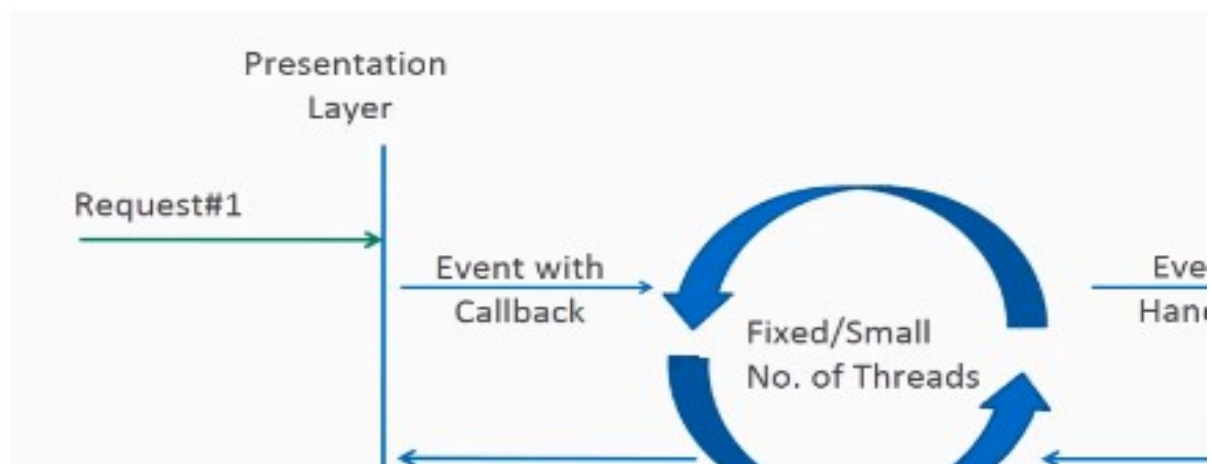 Presentation
Layer
Request#1
Event with
Callback
Fixed/Small
No. of Threads